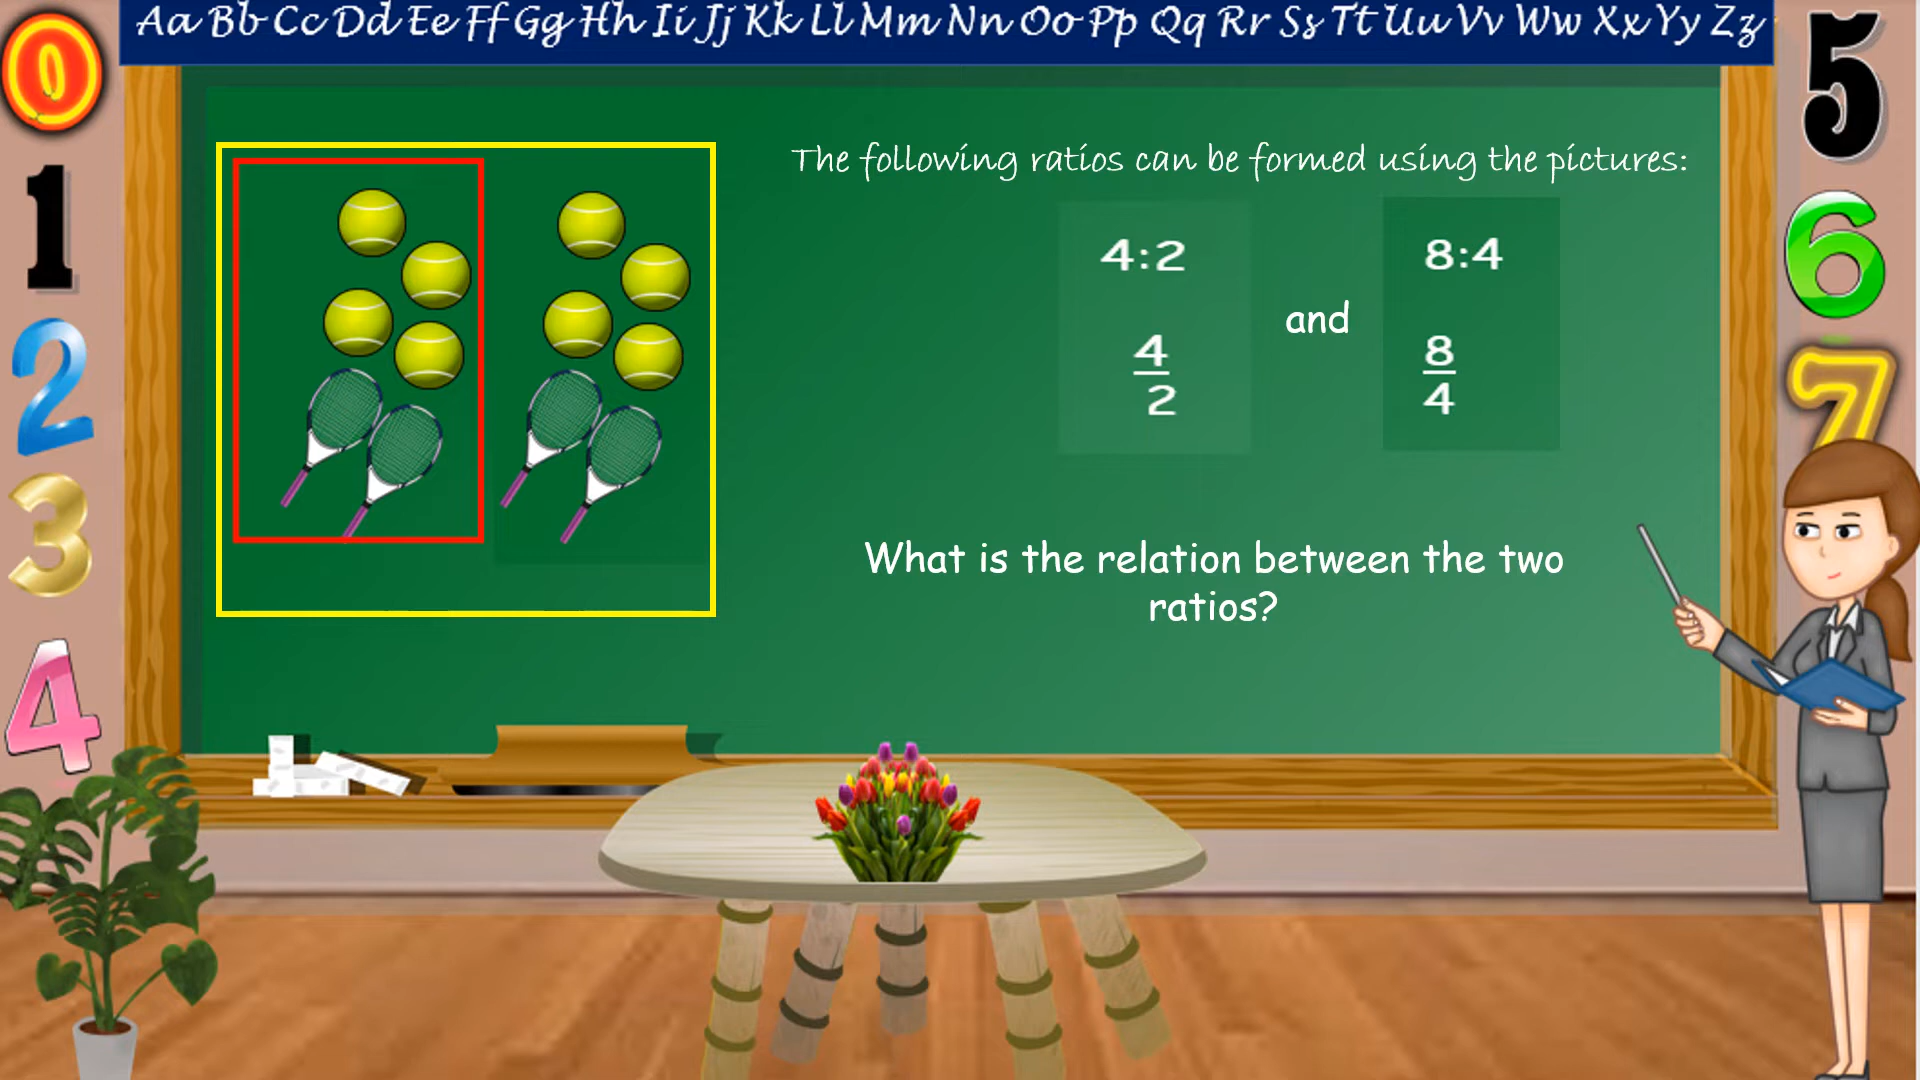 Aa Bb Cc Dd Ee Ff Gg Hh Ii Jj Kk Ll Mm Nn Oo Pp Qq Rr Ss Tt Uu Vv Ww Xx Yy Zz
0
1
2
3
4
The following ratios can be formed using the pictures:
4:2
4
2
and
8:4
8
4
What is the relation between the two
ratios?
5
6
7